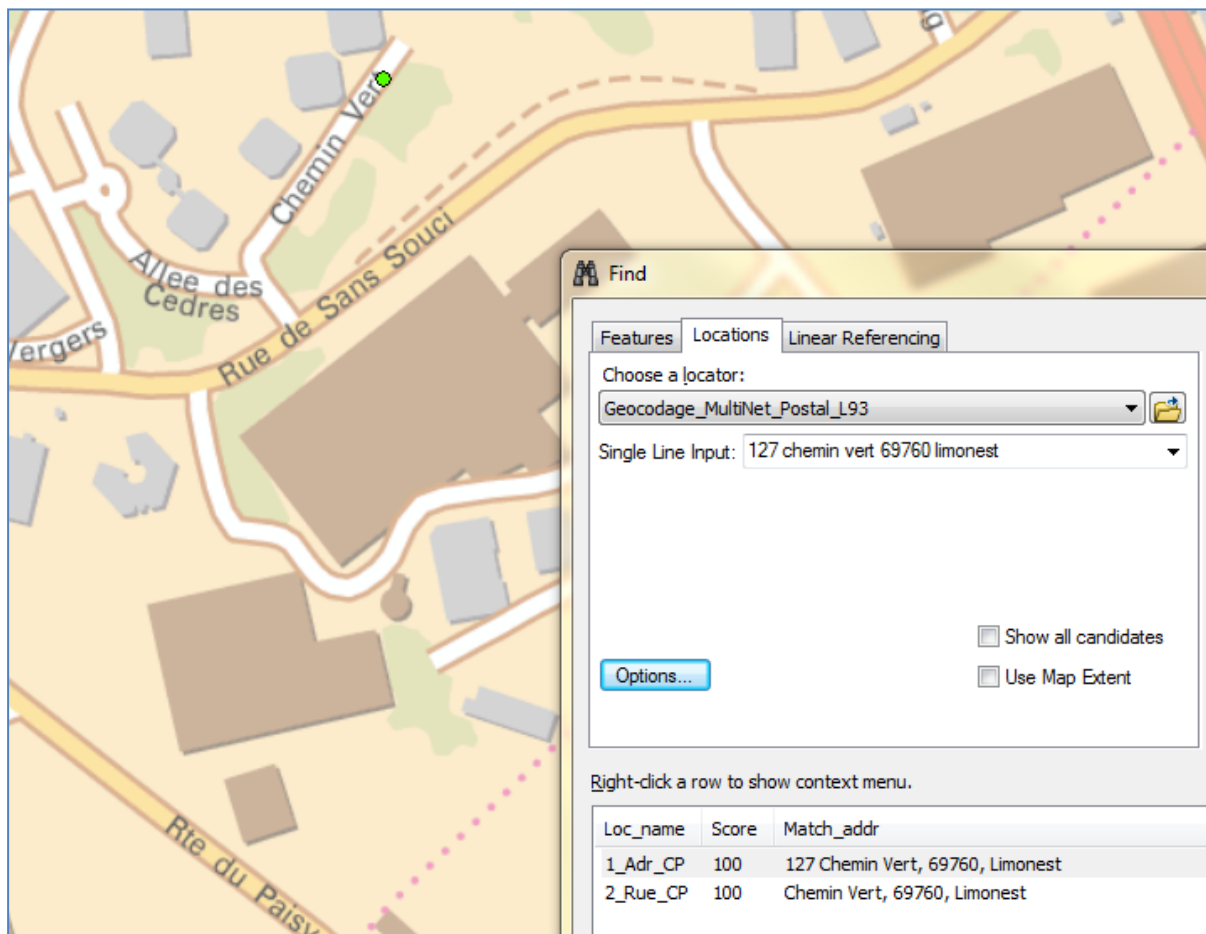 Chemin Vert
Allee des
Cedres
Vergers
Rue de Sans Souci
Rte du Paisy
Find
Features
Locations
Linear Referencing
Choose a locator:
Geocodage_MultiNet_Postal_L93
Single Line Input: 127 chemin vert 69760 limonest
Show all candidates
Options...
Use Map Extent
Right-click a row to show context menu.
Loc_name Score Match_addr
1_Adr_CP 100 127 Chemin Vert, 69760, Limonest
2_Rue_CP 100 Chemin Vert, 69760, Limonest